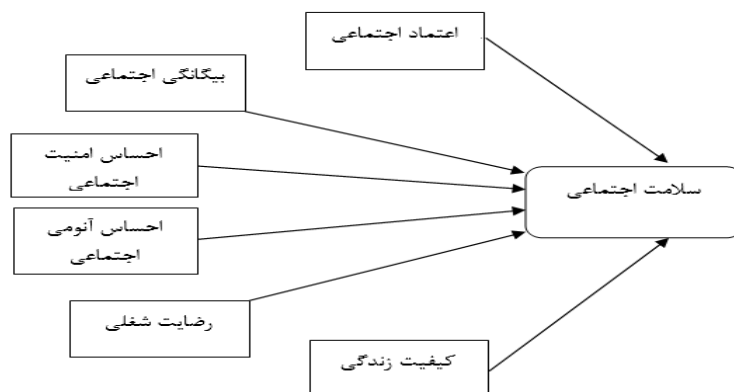 اعتماد اجتماعی
بیگانگی اجتماعی
احساس امنیت
اجتماعی
سلامت اجتماعی
احساس آنومی
اجتماعی
رضایت شغلی
کیفیت زندگی